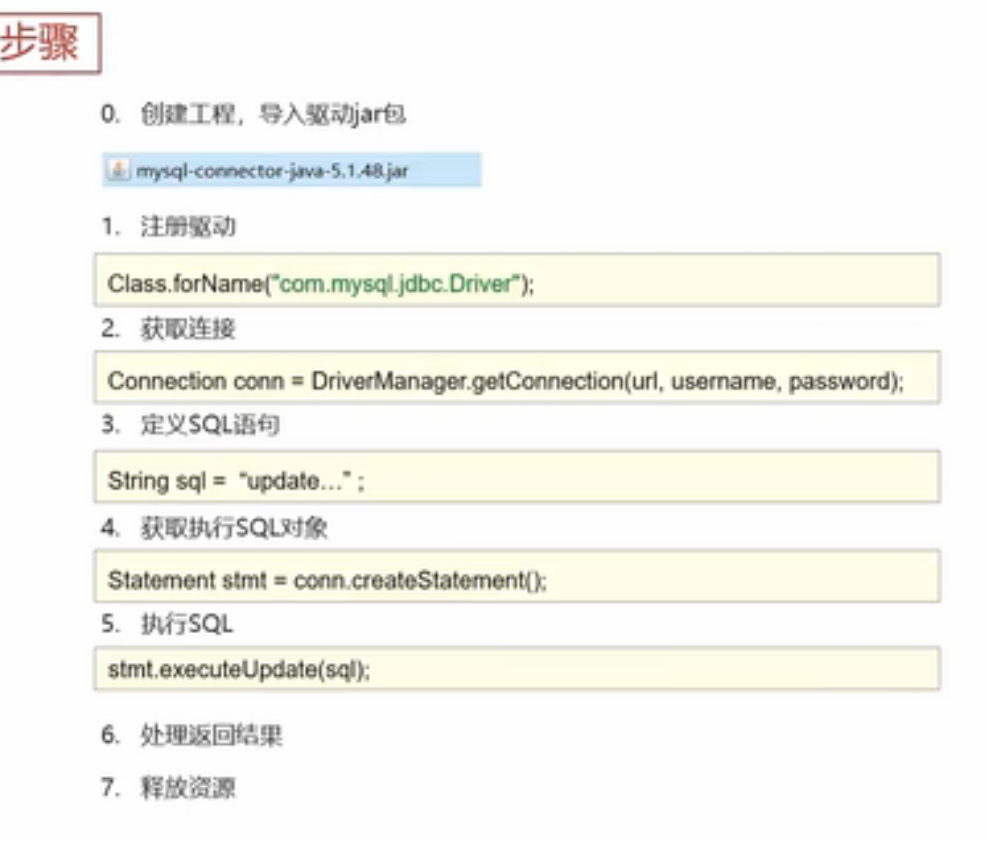 步骤
0. 创建工程，导入驱动jar包
mysql-connector-java-5.1.48.jar
1. 注册驱动
Class.forName("com.mysql.jdbc.Driver");
2. 获取连接
Connection conn = DriverManager.getConnection(url, username, password);
3. 定义SQL语句
String sql = “update…” ;
4. 获取执行SQL对象
Statement stmt = conn.createStatement();
5. 执行SQL
stmt.executeUpdate(sql);
6. 处理返回结果
7. 释放资源